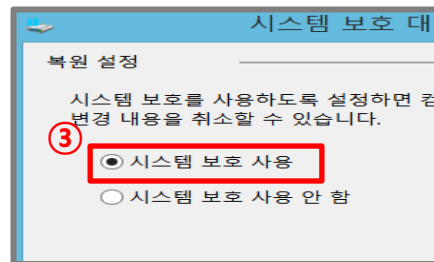 시스템 보호 대
복원 설정
시스템 보호를 사용하도록 설정하면 컴
변경 내용을 취소할 수 있습니다.
③
시스템 보호 사용
시스템 보호 사용 안 함